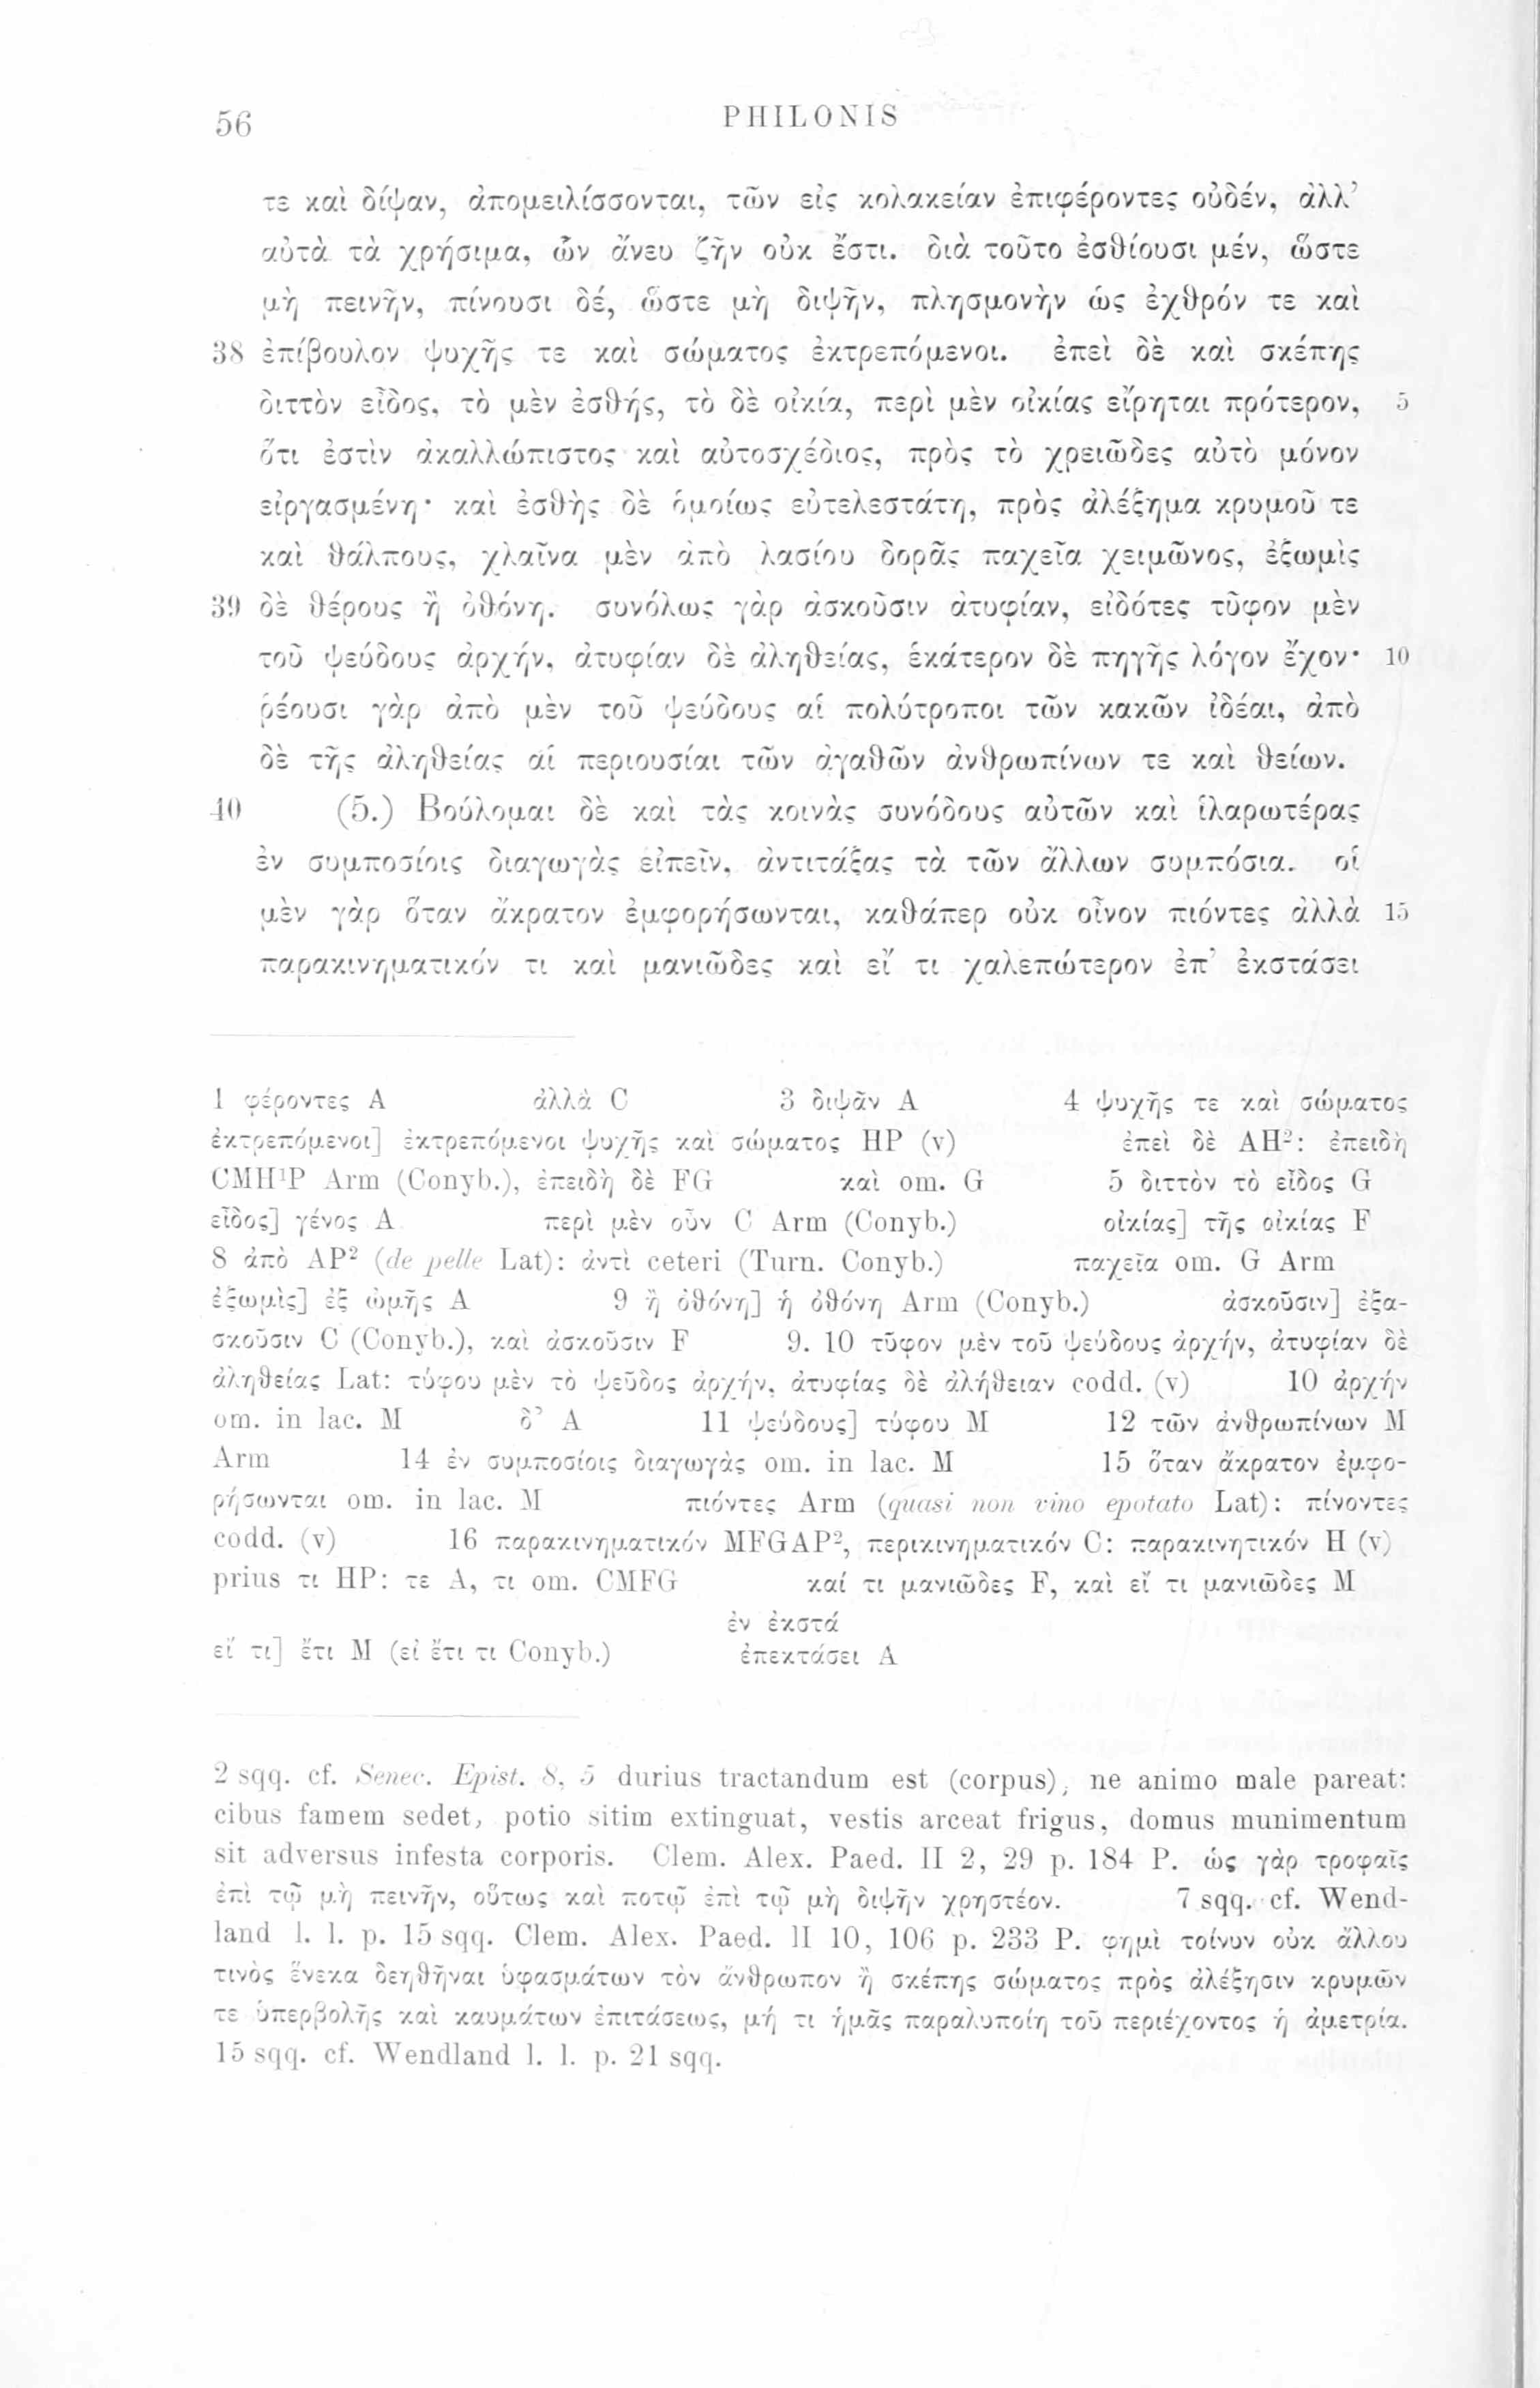 56
PHILONIS
τε καὶ δίψαν, ἀπομειλίσσονται, τῶν εἰς κολακείαν ἐπιφέροντες οὐδέν, ἀλλ’
αὐτὰ τὰ χρήσιμα, ὧν ἄνευ ζῆν οὐκ ἔστι. διὰ τοῦτο ἐσθίουσι μέν, ὥστε
μὴ πεινῆν, πίνουσι δέ, ὥστε μὴ διψῆν, πλησμονὴν ὡς ἐχθρόν τε καὶ
38 ἐπίβουλον ψυχῆς τε καὶ σώματος ἐκτρεπόμενοι. ἐπεὶ δὲ καὶ σκέπης
διττὸν εἶδος, τὸ μὲν ἐσθής, τὸ δὲ οἰκία, περὶ μὲν οἰκίας εἴρηται πρότερον, 5
ὅτι ἐστὶν ἀκαλλώπιστος καὶ αὐτοσχέδιος, πρὸς τὸ χρειῶδες αὐτὸ μόνον
εἰργασμένη· καὶ ἐσθὴς δὲ ὁμοίως εὐτελεστάτη, πρὸς ἀλέξημα κρυμοῦ τε
καὶ θάλπους, χλαῖνα μὲν ἀπὸ λασίου δορᾶς παχεῖα χειμῶνος, ἐξωμὶς
39 δὲ θέρους ἢ ὀθόνη. συνόλως γὰρ ἀσκοῦσιν ἀτυφίαν, εἰδότες τῦφον μὲν
τοῦ ψεύδους ἀρχήν, ἀτυφίαν δὲ ἀληθείας, ἑκάτερον δὲ πηγῆς λόγον ἔχον· 10
ῥέουσι γὰρ ἀπὸ μὲν τοῦ ψεύδους αἱ πολύτροποι τῶν κακῶν ἰδέαι, ἀπὸ
δὲ τῆς ἀληθείας αἱ περιουσίαι τῶν ἀγαθῶν ἀνθρωπίνων τε καὶ θείων.
40 (5.) Βούλομαι δὲ καὶ τὰς κοινὰς συνόδους αὐτῶν καὶ ἱλαρωτέρας
ἐν συμποσίοις διαγωγὰς εἰπεῖν, ἀντιτάξας τὰ τῶν ἄλλων συμπόσια. οἱ
μὲν γὰρ ὅταν ἄκρατον ἐμφορήσωνται, καθάπερ οὐκ οἶνον πιόντες ἀλλὰ 15
παρακινηματικόν τι καὶ μανιῶδες καὶ εἴ τι χαλεπώτερον ἐπ’ ἐκστάσει
1 φέροντες A ἀλλὰ C 3 διψᾶν A 4 ψυχῆς τε καὶ σώματος
ἐκτρεπόμενοι] ἐκτρεπόμενοι ψυχῆς καὶ σώματος HP (v) ἐπεὶ δὲ AH²: ἐπειδὴ
CMH¹P Arm (Conyb.), ἐπειδὴ δὲ FG καὶ om. G 5 διττὸν τὸ εἶδος G
εἶδος] γένος A περὶ μὲν οὖν C Arm (Conyb.) οἰκίας] τῆς οἰκίας F
8 ἀπὸ AP² (de pelle Lat): ἀντὶ ceteri (Turn. Conyb.) παχεῖα om. G Arm
ἐξωμὶς] ἐξ ὠμῆς A 9 ἢ ὀθόνη] ἡ ὀθόνη Arm (Conyb.) ἀσκοῦσιν] ἐξα-
σκοῦσιν C (Conyb.), καὶ ἀσκοῦσιν F 9. 10 τῦφον μὲν τοῦ ψεύδους ἀρχήν, ἀτυφίαν δὲ
ἀληθείας Lat: τύφου μὲν τὸ ψεῦδος ἀρχήν, ἀτυφίας δὲ ἀλήθειαν codd. (v) 10 ἀρχήν
om. in lac. M δ’ A 11 ψεύδους] τύφου M 12 τῶν ἀνθρωπίνων M
Arm 14 ἐν συμποσίοις διαγωγὰς om. in lac. M 15 ὅταν ἄκρατον ἐμφο-
ρήσωνται om. in lac. M πιόντες Arm (quasi non vino epotato Lat): πίνοντες
codd. (v) 16 παρακινηματικόν MFGAP², περικινηματικόν C: παρακινητικόν H (v)
prius τι HP: τε A, τι om. CMFG καί τι μανιῶδες F, καὶ εἴ τι μανιῶδες M
ἐν ἐκστά
εἴ τι] ἔτι M (εἰ ἔτι τι Conyb.) ἐπεκτάσει A
2 sqq. cf. Senec. Epist. 8, 5 durius tractandum est (corpus), ne animo male pareat:
cibus famem sedet, potio sitim extinguat, vestis arceat frigus, domus munimentum
sit adversus infesta corporis. Clem. Alex. Paed. II 2, 29 p. 184 P. ὡς γὰρ τροφαῖς
ἐπὶ τῷ μὴ πεινῆν, οὕτως καὶ ποτῷ ἐπὶ τῷ μὴ διψῆν χρηστέον. 7 sqq. cf. Wend-
land l. l. p. 15 sqq. Clem. Alex. Paed. II 10, 106 p. 233 P. φημὶ τοίνυν οὐκ ἄλλου
τινὸς ἕνεκα δεηθῆναι ὑφασμάτων τὸν ἄνθρωπον ἢ σκέπης σώματος πρὸς ἀλέξησιν κρυμῶν
τε ὑπερβολῆς καὶ καυμάτων ἐπιτάσεως, μή τι ἡμᾶς παραλυποίη τοῦ περιέχοντος ἡ ἀμετρία.
15 sqq. cf. Wendland l. l. p. 21 sqq.